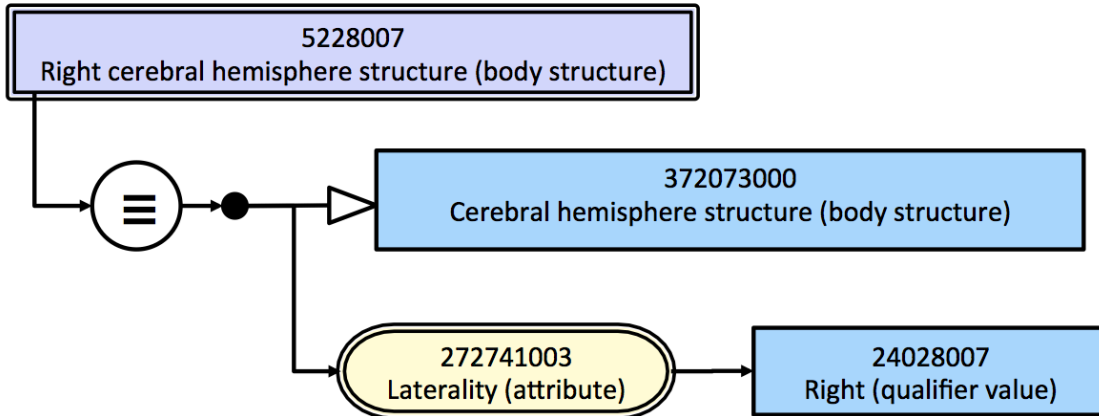 5228007
Right cerebral hemisphere structure (body structure)
≡
372073000
Cerebral hemisphere structure (body structure)
272741003
Laterality (attribute)
24028007
Right (qualifier value)